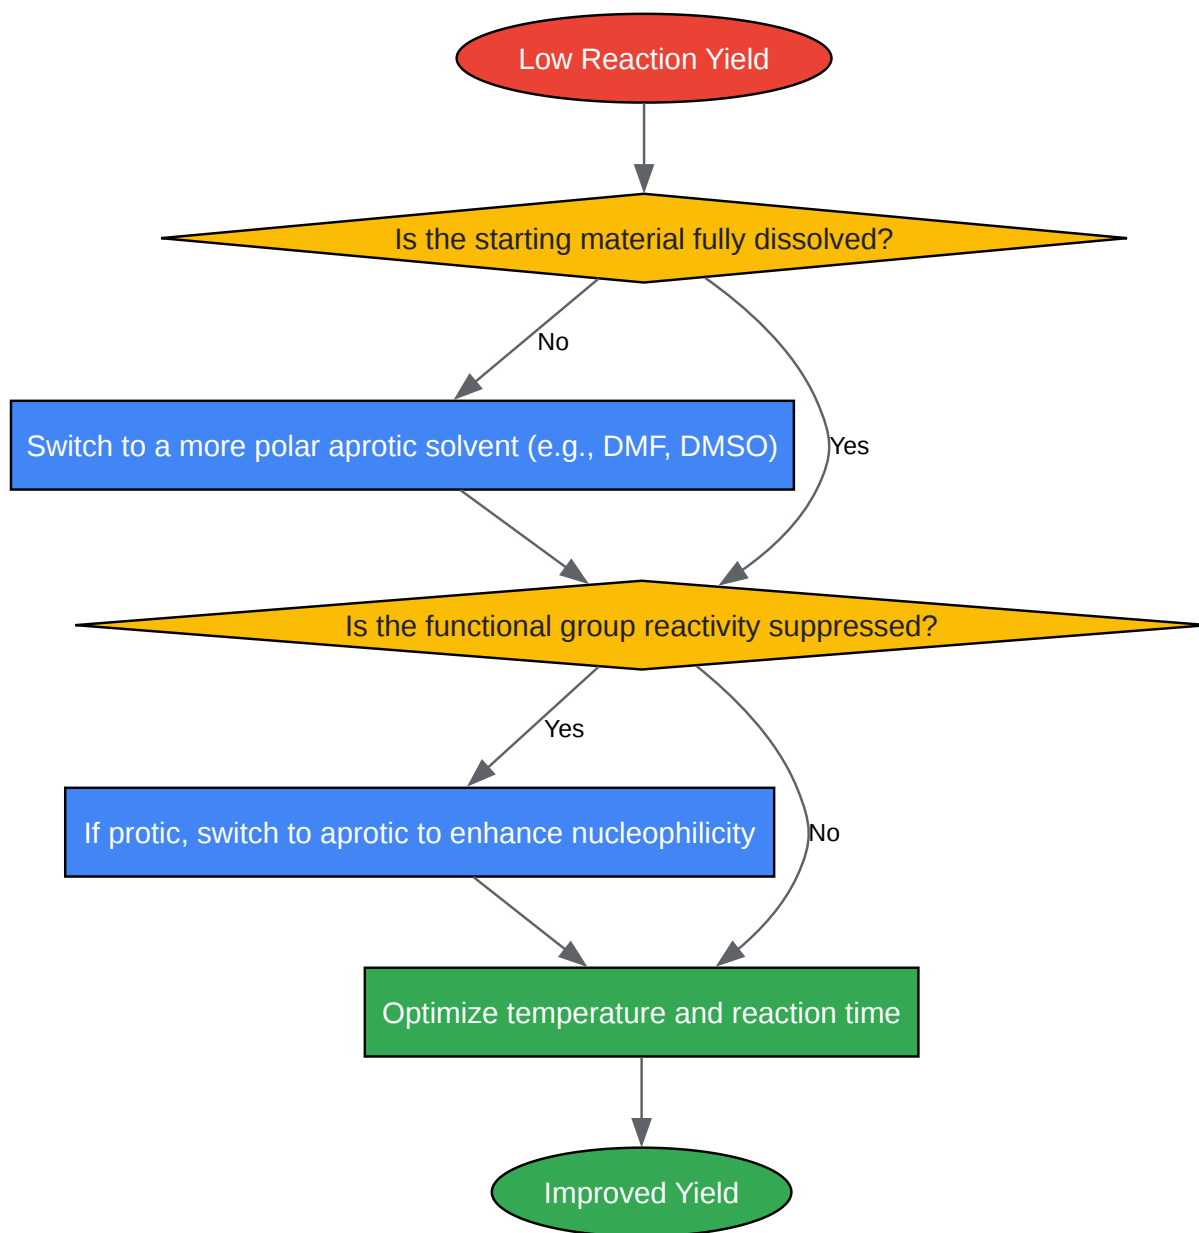 Low Reaction Yield
Is the starting material fully dissolved?
No
Switch to a more polar aprotic solvent (e.g., DMF, DMSO)
Yes
Is the functional group reactivity suppressed?
Yes
If protic, switch to aprotic to enhance nucleophilicity
No
Optimize temperature and reaction time
Improved Yield